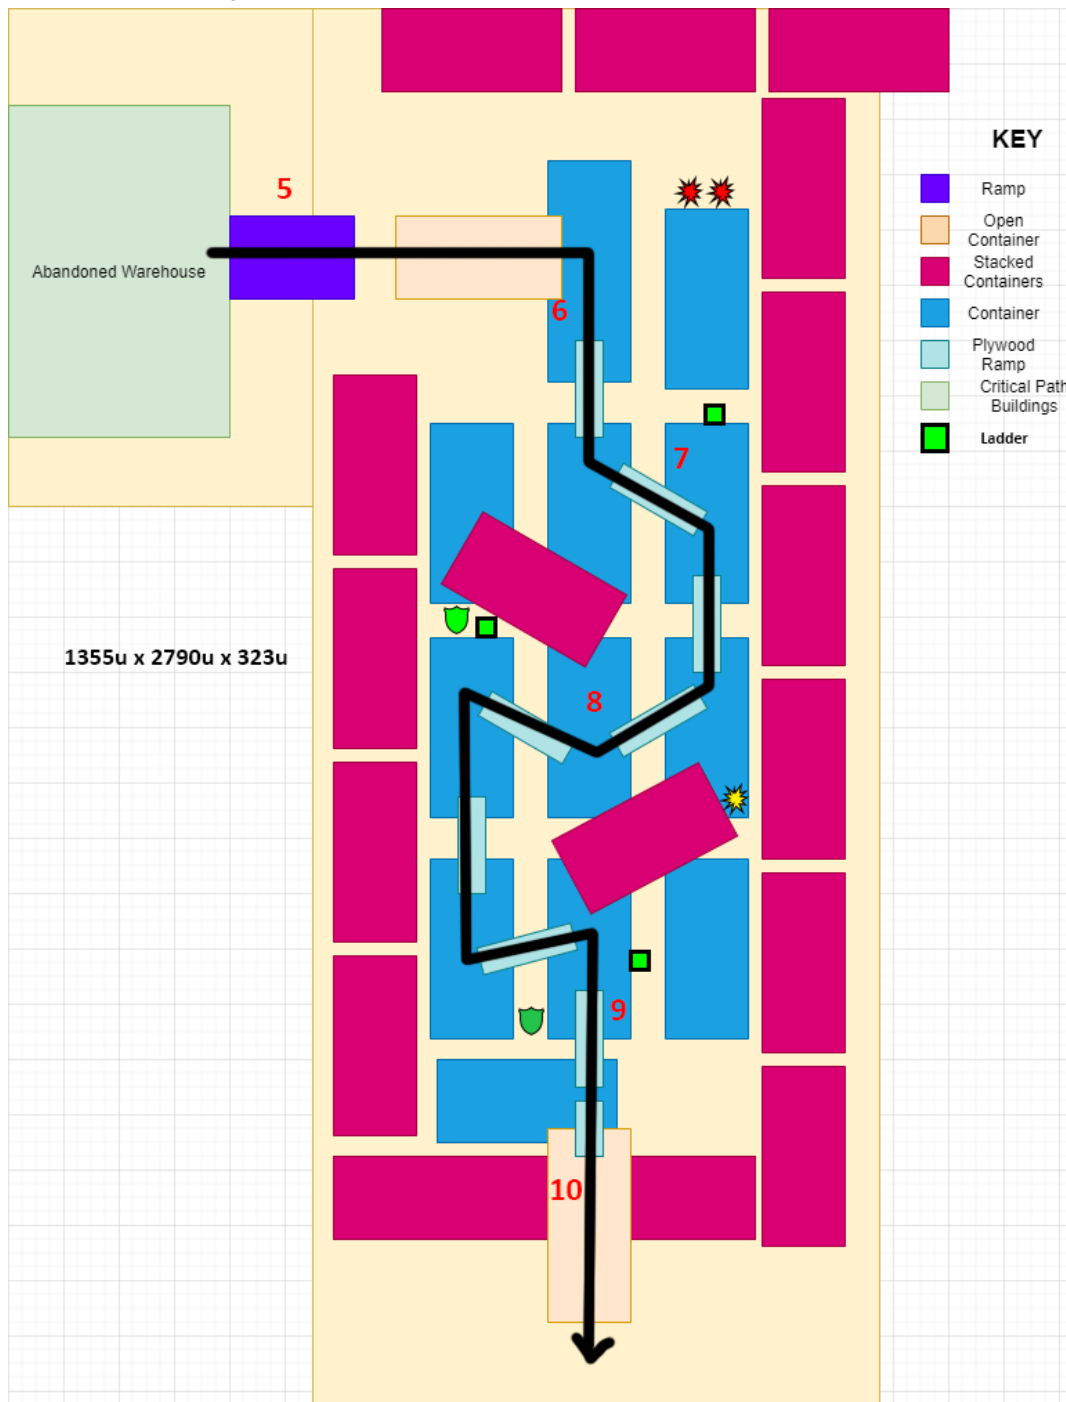 5
KEY
Ramp
Open
Container
Abandoned Warehouse
Stacked
Containers
6
Container
Plywood
Ramp
Critical Path
Buildings
Ladder
7
1355u x 2790u x 323u
8
9
10